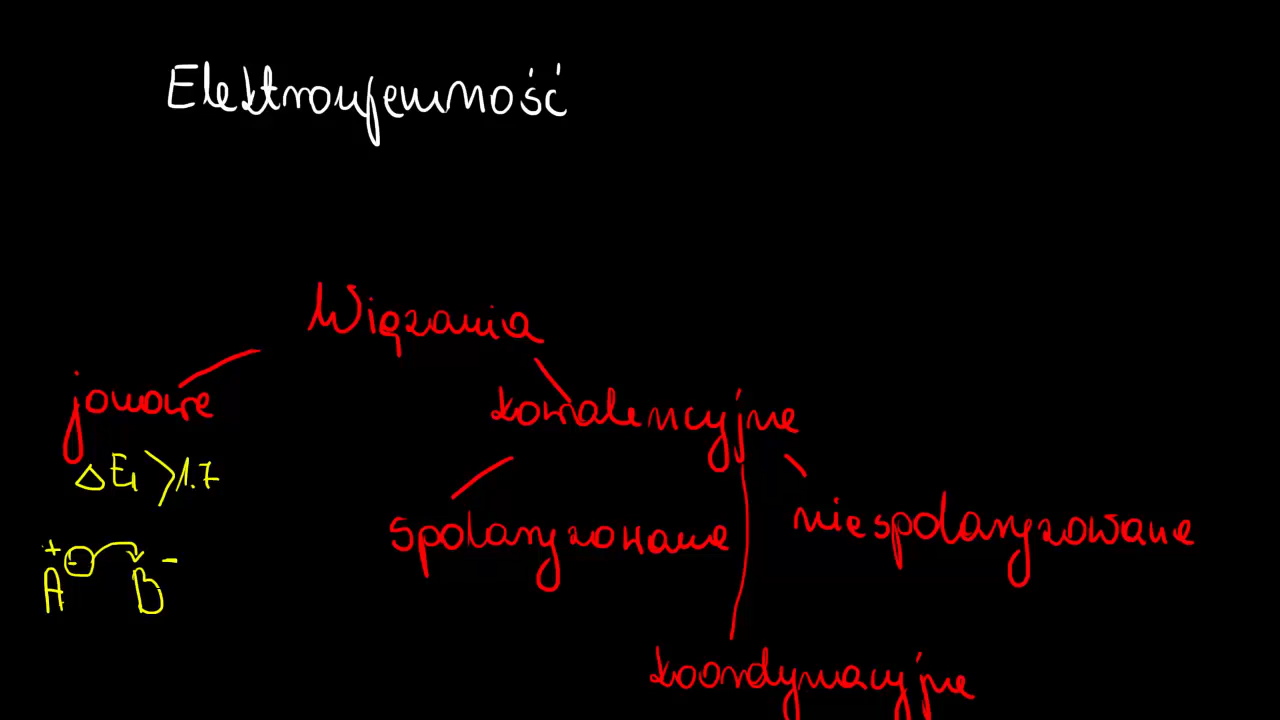 Elektroujemność
Wiązania
jonowe
kowalencyjne
ΔE >1.7
spolaryzowane
niespolaryzowane
+ - -
A B
koordynacyjne